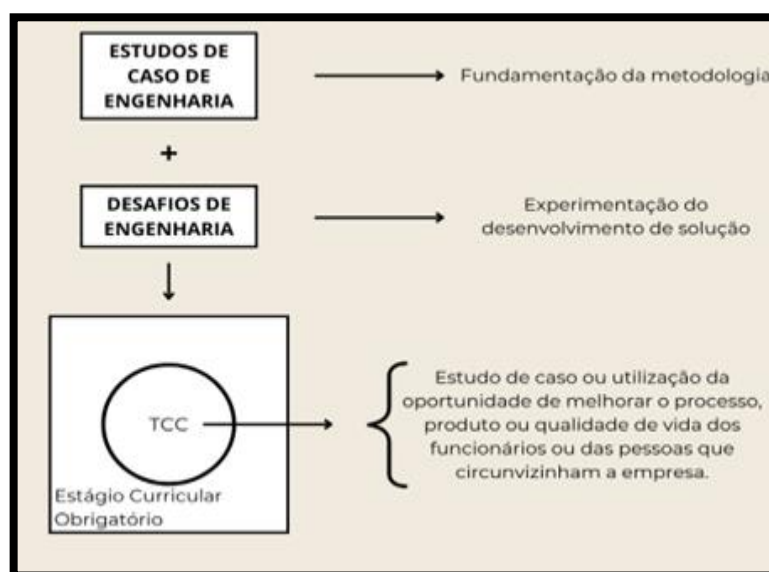 ESTUDOS DE
CASO DE
ENGENHARIA
Fundamentação da metodologia
+
DESAFIOS DE
ENGENHARIA
Experimentação do
desenvolvimento de solução
TCC
Estágio Curricular
Obrigatório
Estudo de caso ou utilização da
oportunidade de melhorar o processo,
produto ou qualidade de vida dos
funcionários ou das pessoas que
circunvizinham a empresa.